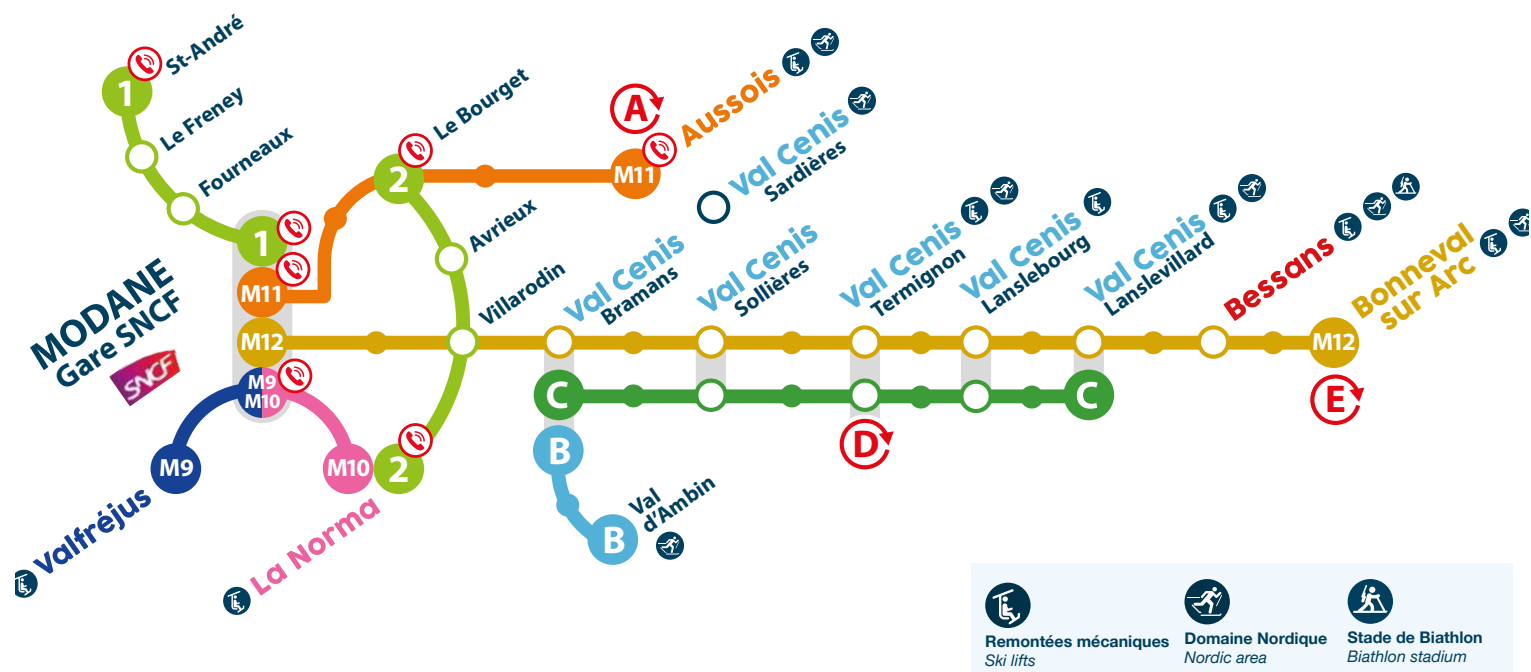 1
St-André
Le Freney
Fourneaux
1
M11
M12
M9
M10
MODANE
Gare SNCF
SNCF
M9
Valfréjus
M10
2
La Norma
2
Le Bourget
Avrieux
Villarodin
A
M11
Aussois
Val Cenis
Sardières
Val Cenis
Bramans
Val Cenis
Sollières
Val Cenis
Termignon
Val Cenis
Lanslebourg
Val Cenis
Lanslevillard
Bessans
Bonneval
sur Arc
M12
E
C
C
D
B
B
Val
d'Ambin
Remontées mécaniques
Ski lifts
Domaine Nordique
Nordic area
Stade de Biathlon
Biathlon stadium